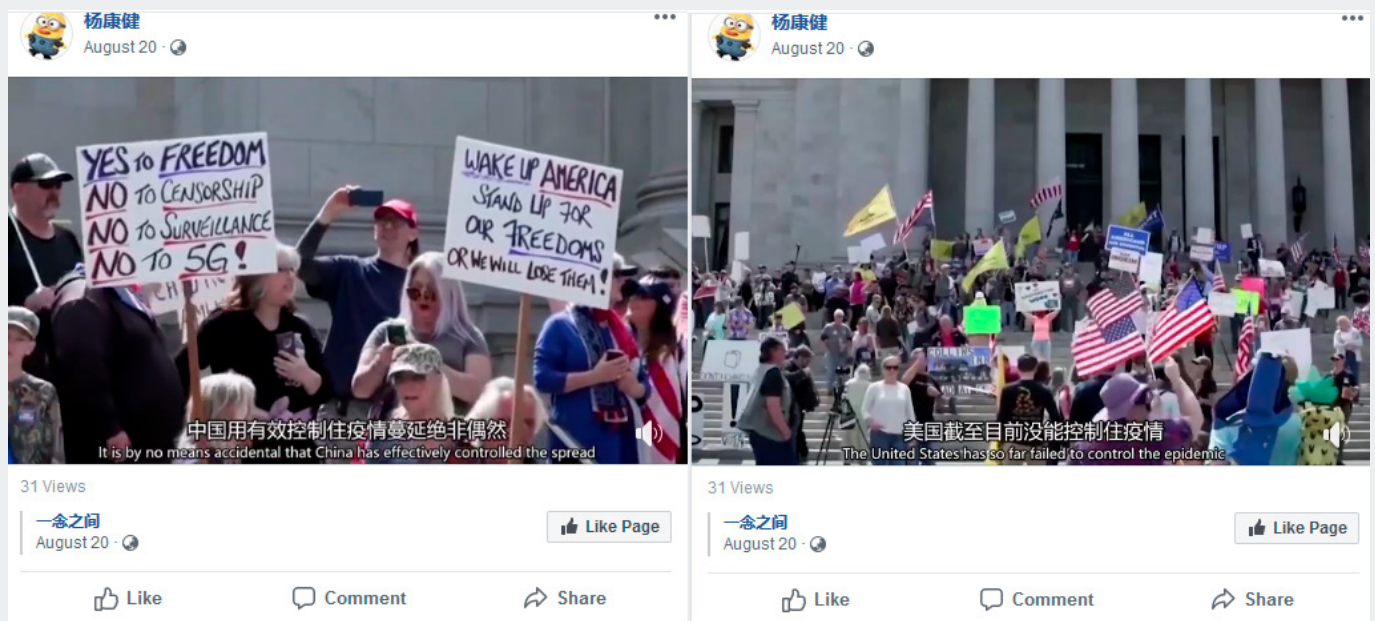 杨康健
August 20
YES TO FREEDOM
NO TO CENSORSHIP
NO TO SURVEILLANCE
NO TO 5G!
WAKE UP AMERICA
STAND UP FOR
OUR FREEDOMS
OR WE WILL LOSE THEM!
中国用有效控制住疫情蔓延绝非偶然
It is by no means accidental that China has effectively controlled the spread
31 Views
一念之间
August 20
Like Page
Like
Comment
Share
杨康健
August 20
COLLINS
美国截至目前没能控制住疫情
The United States has so far failed to control the epidemic
31 Views
一念之间
August 20
Like Page
Like
Comment
Share